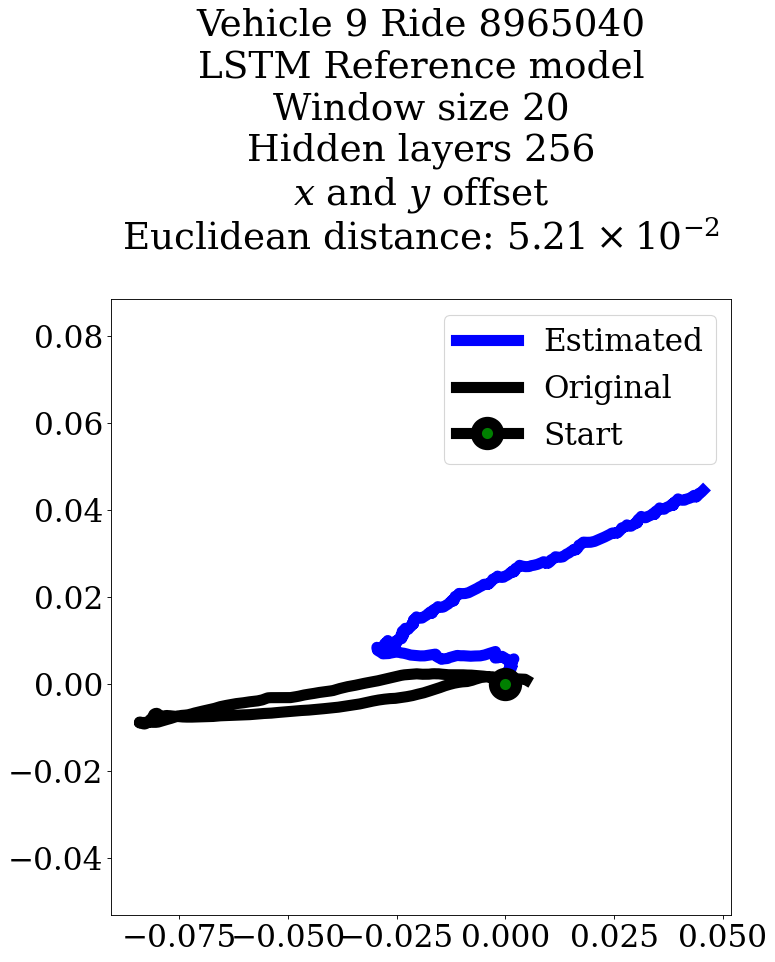 Vehicle 9 Ride 8965040
LSTM Reference model
Window size 20
Hidden layers 256
x and y offset
Euclidean distance: 5.21 × 10⁻²
Estimated
Original
Start
0.08
0.06
0.04
0.02
0.00
−0.02
−0.04
−0.075 −0.050 −0.025 0.000 0.025 0.050